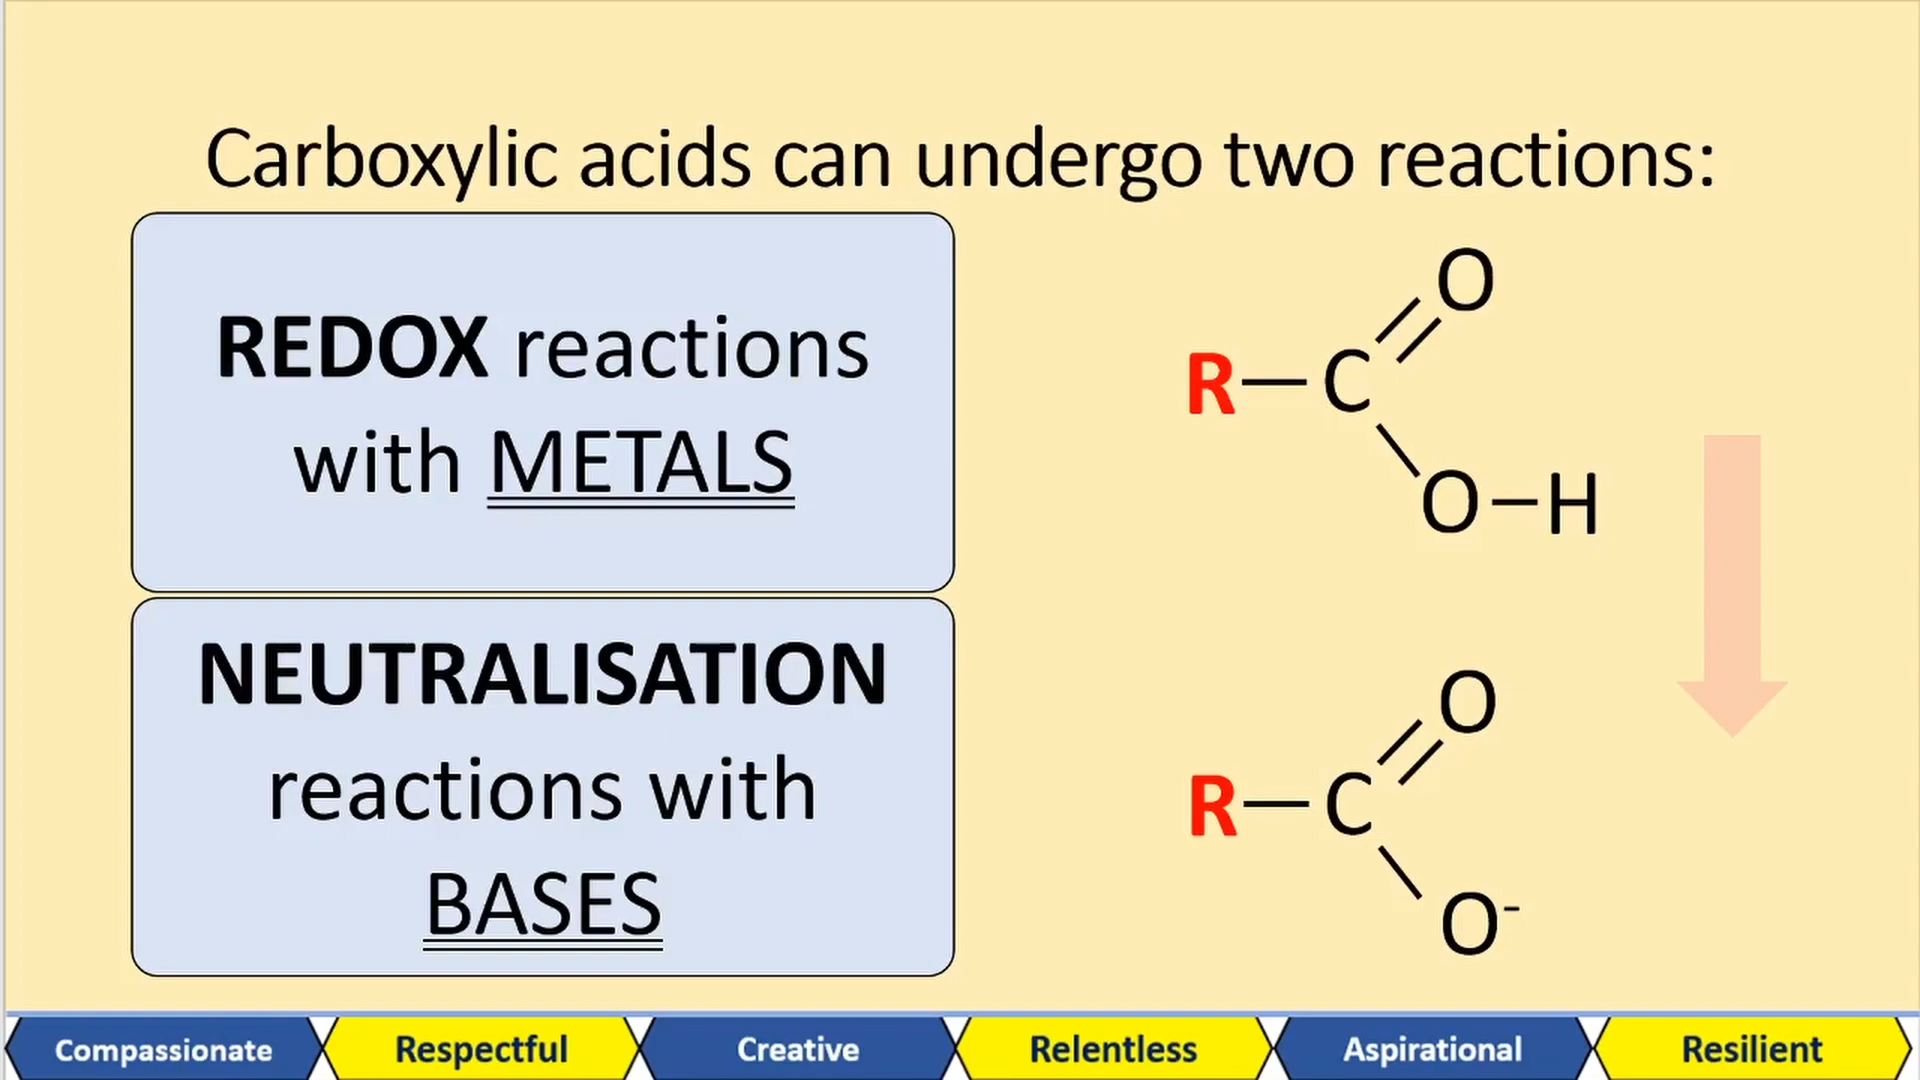 Carboxylic acids can undergo two reactions:
REDOX reactions
with METALS
NEUTRALISATION
reactions with
BASES
O
R—C
O—H
O
R—C
O-
Compassionate
Respectful
Creative
Relentless
Aspirational
Resilient